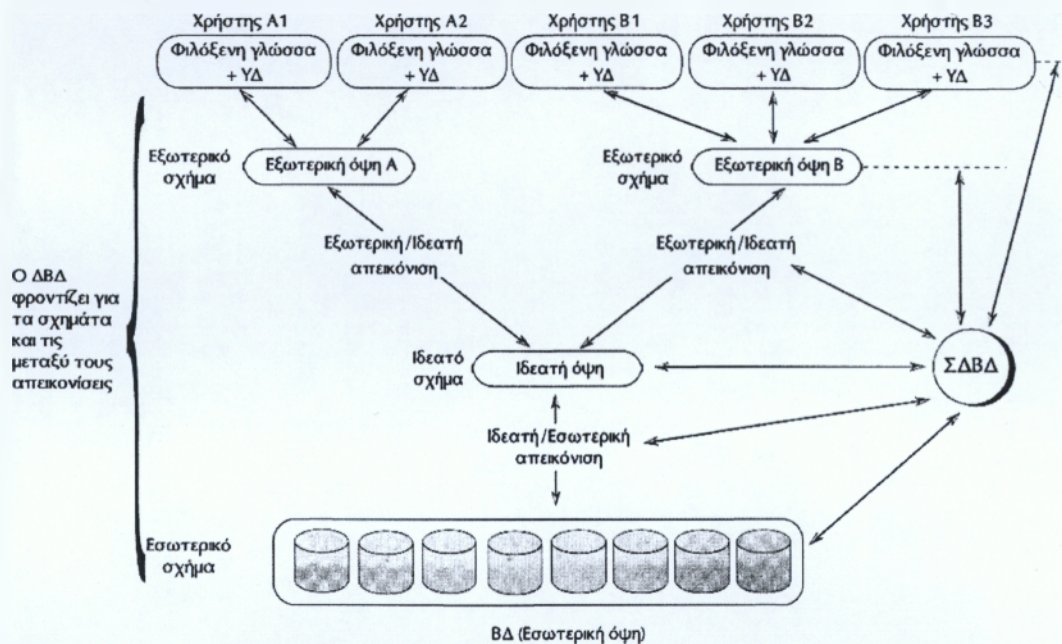 Χρήστης Α1
Χρήστης Α2
Χρήστης Β1
Χρήστης Β2
Χρήστης Β3
Φιλόξενη γλώσσα
+ ΥΔ
Φιλόξενη γλώσσα
+ ΥΔ
Φιλόξενη γλώσσα
+ ΥΔ
Φιλόξενη γλώσσα
+ ΥΔ
Φιλόξενη γλώσσα
+ ΥΔ
Εξωτερικό
σχήμα
Εξωτερική όψη Α
Εξωτερικό
σχήμα
Εξωτερική όψη Β
Εξωτερική/Ιδεατή
απεικόνιση
Εξωτερική/Ιδεατή
απεικόνιση
Ο ΔΒΔ
φροντίζει για
τα σχημάτα
και τις
μεταξύ τους
απεικονίσεις
Ιδεατό
σχήμα
Ιδεατή όψη
ΣΔΒΔ
Ιδεατή/Εσωτερική
απεικόνιση
Εσωτερικό
σχήμα
ΒΔ (Εσωτερική όψη)